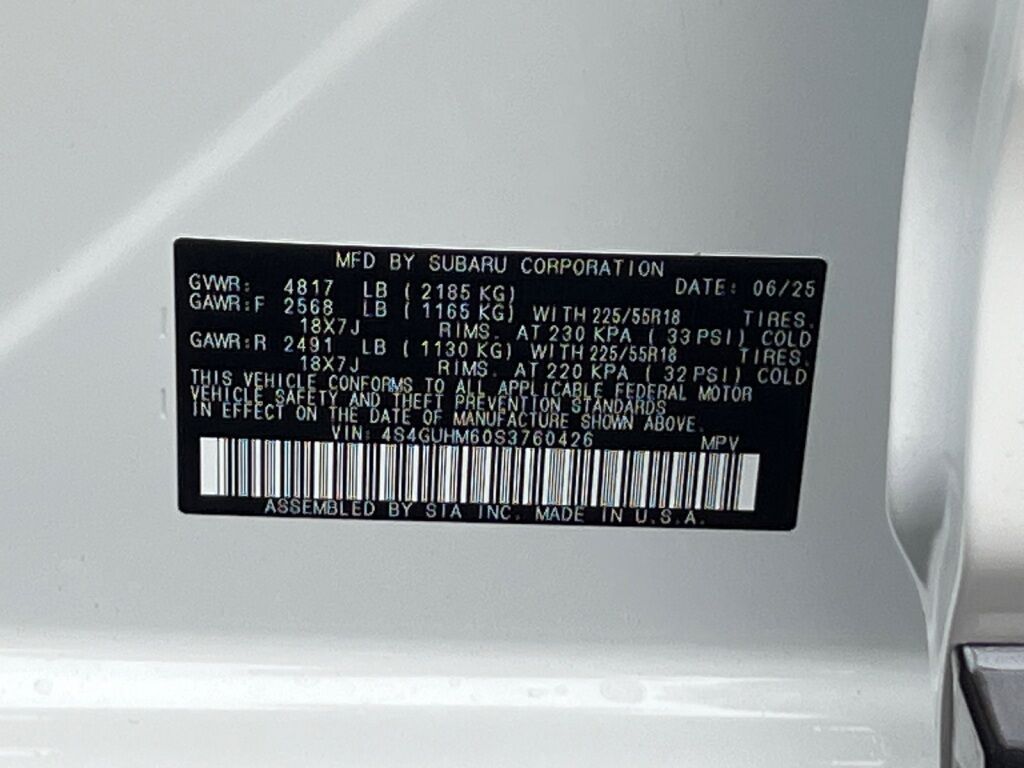 MFD BY SUBARU CORPORATION
GVWR: 4817 LB ( 2185 KG) DATE: 06/25
GAWR:F 2568 LB ( 1165 KG) WITH 225/55R18 TIRES.
18X7J RIMS. AT 230 KPA ( 33 PSI) COLD
GAWR:R 2491 LB ( 1130 KG) WITH 225/55R18 TIRES.
18X7J RIMS. AT 220 KPA ( 32 PSI) COLD
THIS VEHICLE CONFORMS TO ALL APPLICABLE FEDERAL MOTOR
VEHICLE SAFETY AND THEFT PREVENTION STANDARDS
IN EFFECT ON THE DATE OF MANUFACTURE SHOWN ABOVE.
VIN: 4S4GUHM60S3760426 MPV
ASSEMBLED BY SIA INC. MADE IN U.S.A.